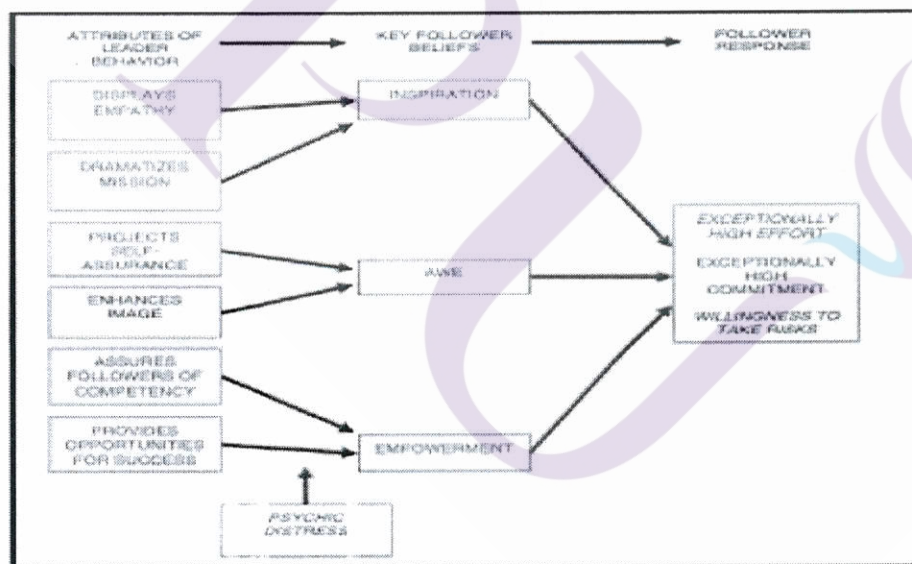 ATTRIBUTES OF
LEADER
BEHAVIOR
KEY FOLLOWER
BELIEFS
FOLLOWER
RESPONSE
DISPLAYS
EMPATHY
INSPIRATION
DRAMATIZES
MISSION
PROJECTS
SELF-
ASSURANCE
AWE
ENHANCES
IMAGE
ASSURES
FOLLOWERS OF
COMPETENCY
PROVIDES
OPPORTUNITIES
FOR SUCCESS
EMPOWERMENT
PSYCHIC
DISTRESS
EXCEPTIONALLY
HIGH EFFORT
EXCEPTIONALLY
HIGH
COMMITMENT
WILLINGNESS TO
TAKE RISKS